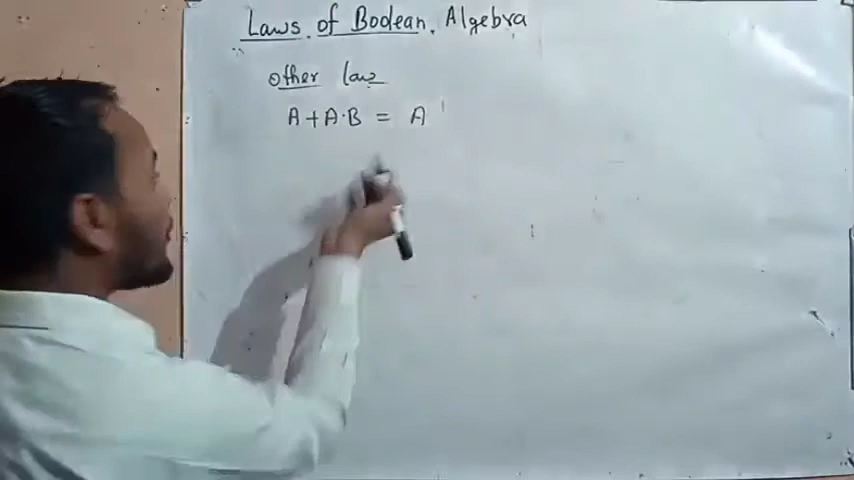 Laws of Boolean Algebra
other law
A + A·B = A